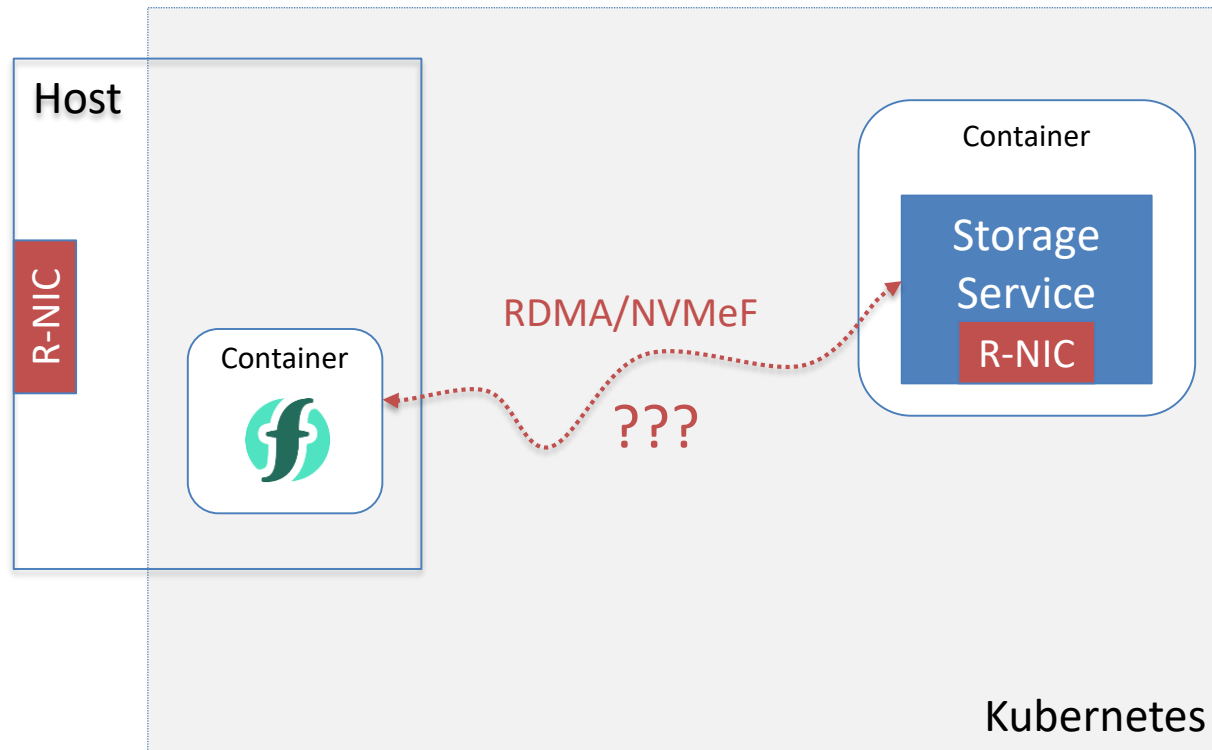 Host
R-NIC
Container
RDMA/NVMeF
???
Container
Storage
Service
R-NIC
Kubernetes